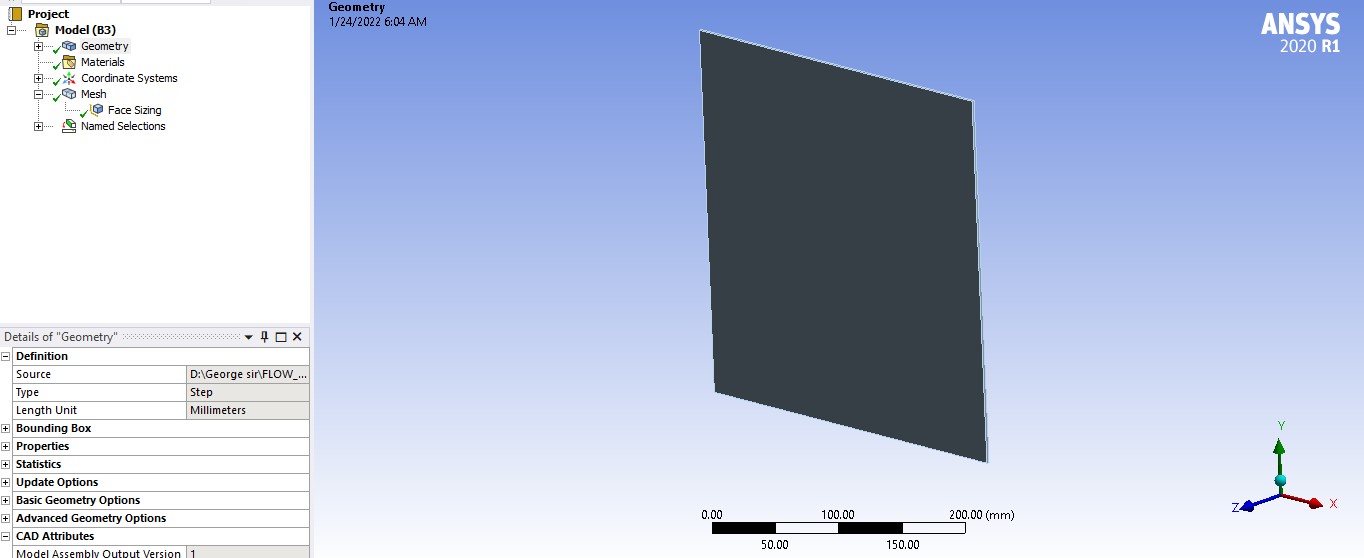 Project
Model (B3)
Geometry
Materials
Coordinate Systems
Mesh
Face Sizing
Named Selections
Details of "Geometry"
Definition
Source D:\George sir\FLOW_...
Type Step
Length Unit Millimeters
Bounding Box
Properties
Statistics
Update Options
Basic Geometry Options
Advanced Geometry Options
CAD Attributes
Model Assembly Output Version 1
Geometry
1/24/2022 6:04 AM
ANSYS
2020 R1
0.00 100.00 200.00 (mm)
50.00 150.00
Y
Z X